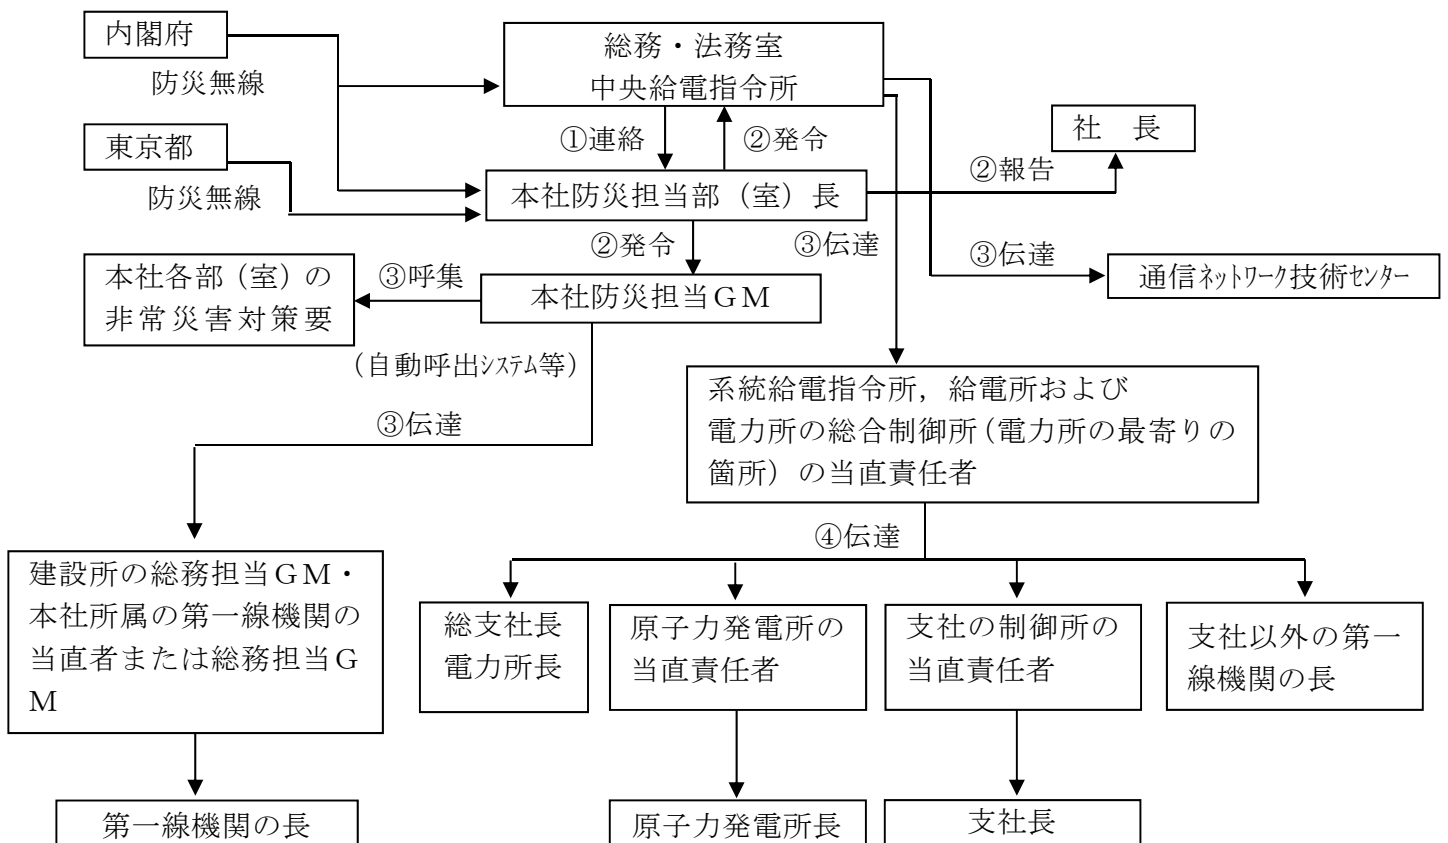 内閣府
防災無線
総務・法務室
中央給電指令所
東京都
防災無線
①連絡
②発令
社　長
②報告
本社防災担当部（室）長
②発令
③伝達
③伝達
本社各部（室）の
非常災害対策要
③呼集
本社防災担当ＧＭ
通信ﾈｯﾄﾜｰｸ技術ｾﾝﾀｰ
（自動呼出ｼｽﾃﾑ等）
③伝達
系統給電指令所，給電所および
電力所の総合制御所（電力所の最寄りの
箇所）の当直責任者
④伝達
建設所の総務担当ＧＭ・
本社所属の第一線機関の
当直者または総務担当Ｇ
Ｍ
総支社長
電力所長
原子力発電所の
当直責任者
支社の制御所の
当直責任者
支社以外の第一
線機関の長
第一線機関の長
原子力発電所長
支社長